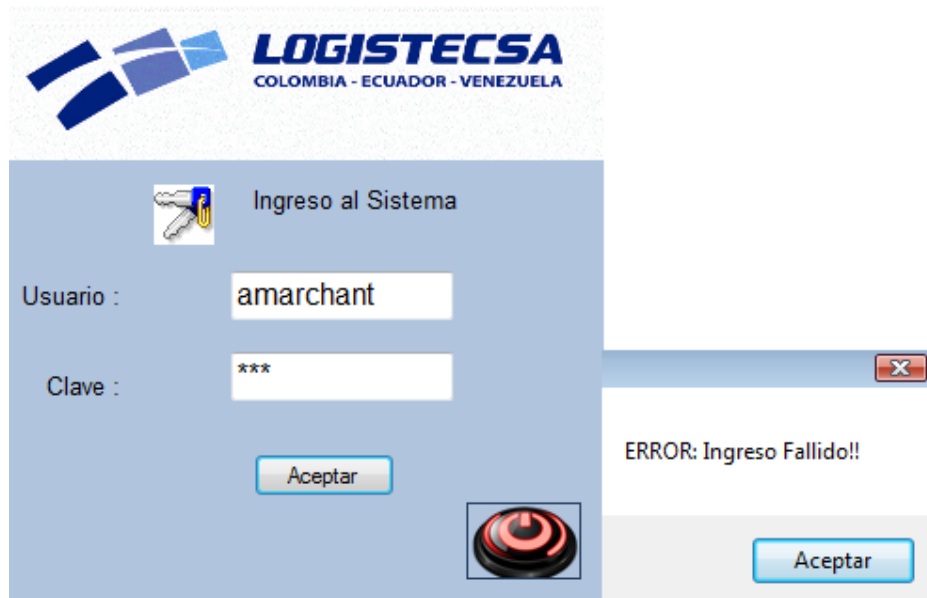 LOGISTECSA
COLOMBIA - ECUADOR - VENEZUELA
Ingreso al Sistema
Usuario : amarchant
Clave : ***
Aceptar
ERROR: Ingreso Fallido!!
Aceptar